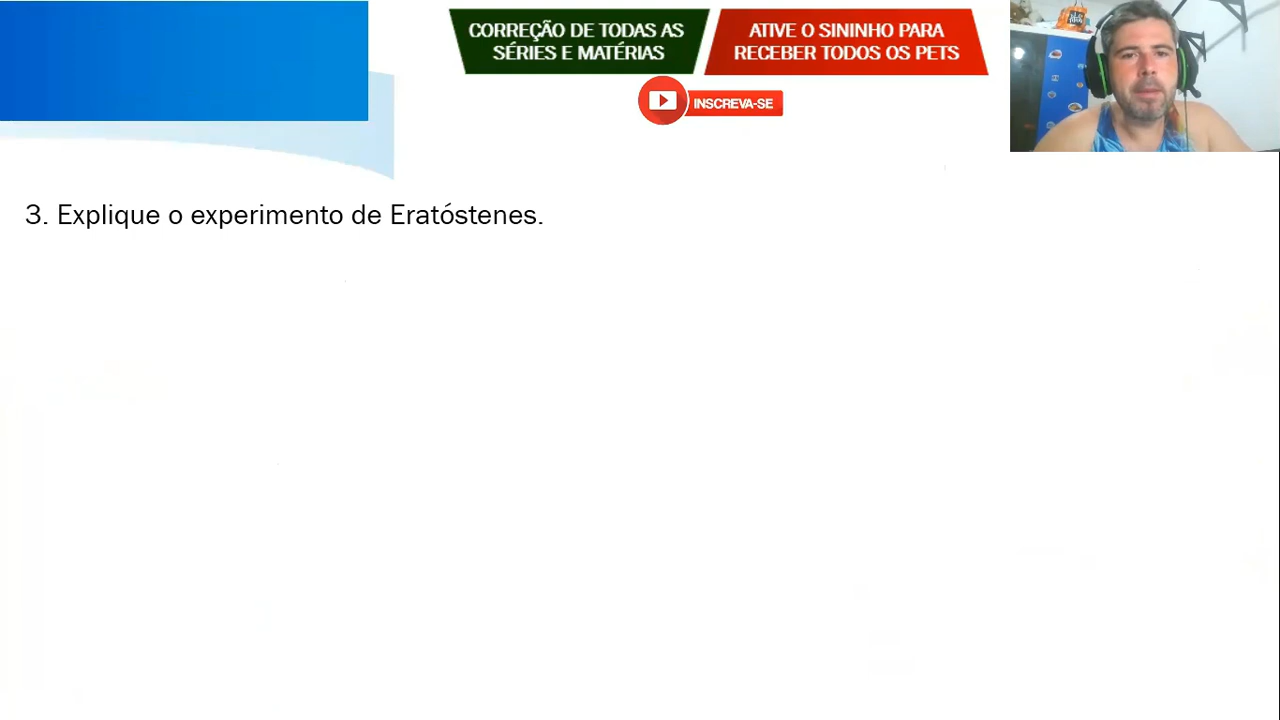 CORREÇÃO DE TODAS AS
SÉRIES E MATÉRIAS
ATIVE O SININHO PARA
RECEBER TODOS OS PETS
INSCREVA-SE
3. Explique o experimento de Eratóstenes.